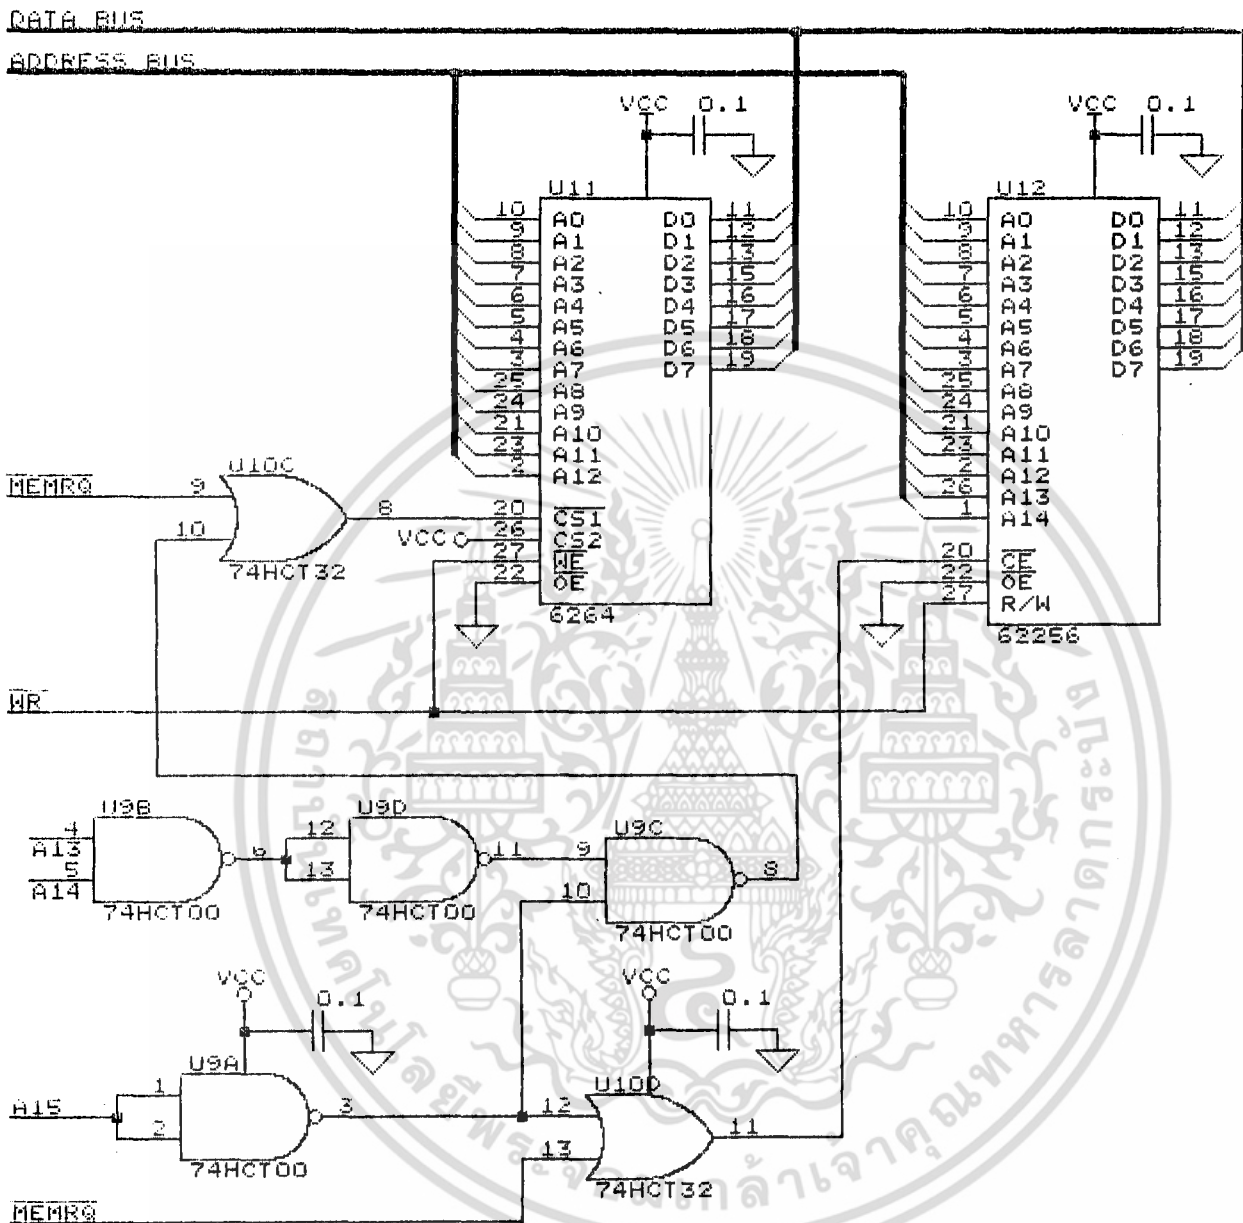 DATA BUS
ADDRESS BUS
VCC 0.1
VCC 0.1
U11
U12
10 A0 D0 11
9 A1 D1 12
8 A2 D2 13
7 A3 D3 15
6 A4 D4 16
5 A5 D5 17
4 A6 D6 18
3 A7 D7 19
25 A8
24 A9
21 A10
23 A11
2 A12
20 CS1
26 CS2
27 WE
22 OE
VCC
6264
10 A0 D0 11
9 A1 D1 12
8 A2 D2 13
7 A3 D3 15
6 A4 D4 16
5 A5 D5 17
4 A6 D6 18
3 A7 D7 19
25 A8
24 A9
21 A10
23 A11
2 A12
26 A13
1 A14
20 CE
22 OE
27 R/W
62256
U10C
MEMRQ 9
10
8
74HCT32
WR
U9B
4
A13
5
A14
6
74HCT00
U9D
12
13
11
74HCT00
U9C
9
10
8
74HCT00
VCC
0.1
U9A
A15
1
2
3
74HCT00
VCC
0.1
U10D
12
13
11
74HCT32
MEMRQ